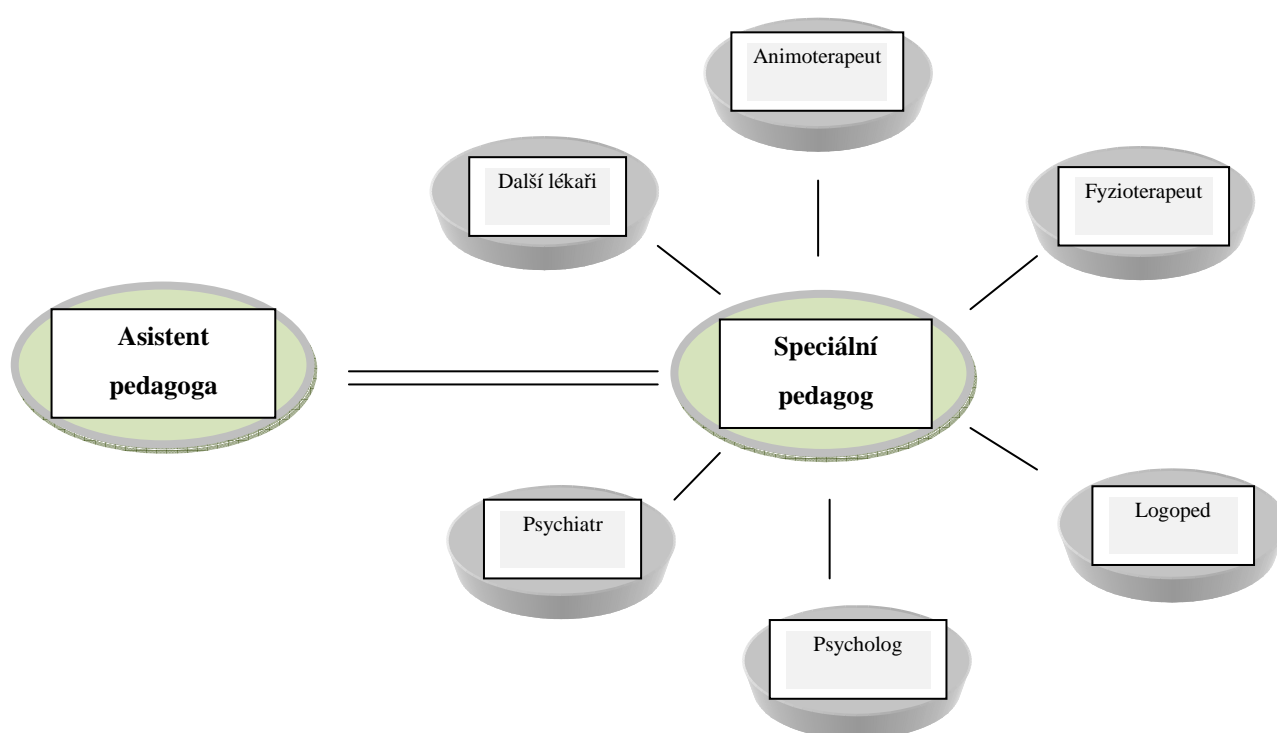 Animoterapeut
Další lékaři
Fyzioterapeut
Asistent
pedagoga
Speciální
pedagog
Psychiatr
Logoped
Psycholog